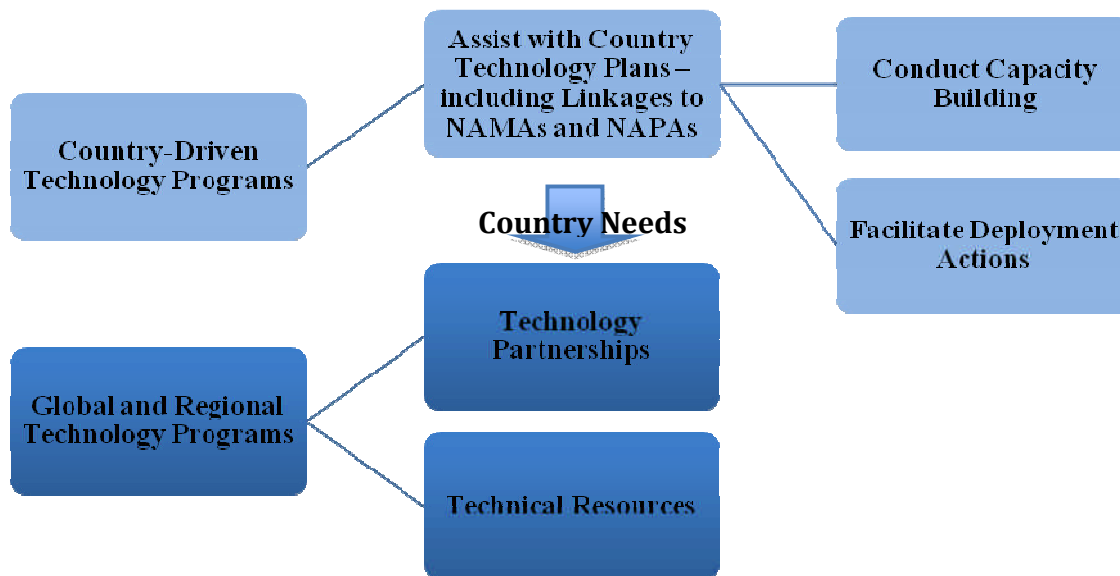 Assist with Country
Technology Plans –
including Linkages to
NAMAs and NAPAs
Conduct Capacity
Building
Country-Driven
Technology Programs
Country Needs
Facilitate Deployment
Actions
Technology
Partnerships
Global and Regional
Technology Programs
Technical Resources